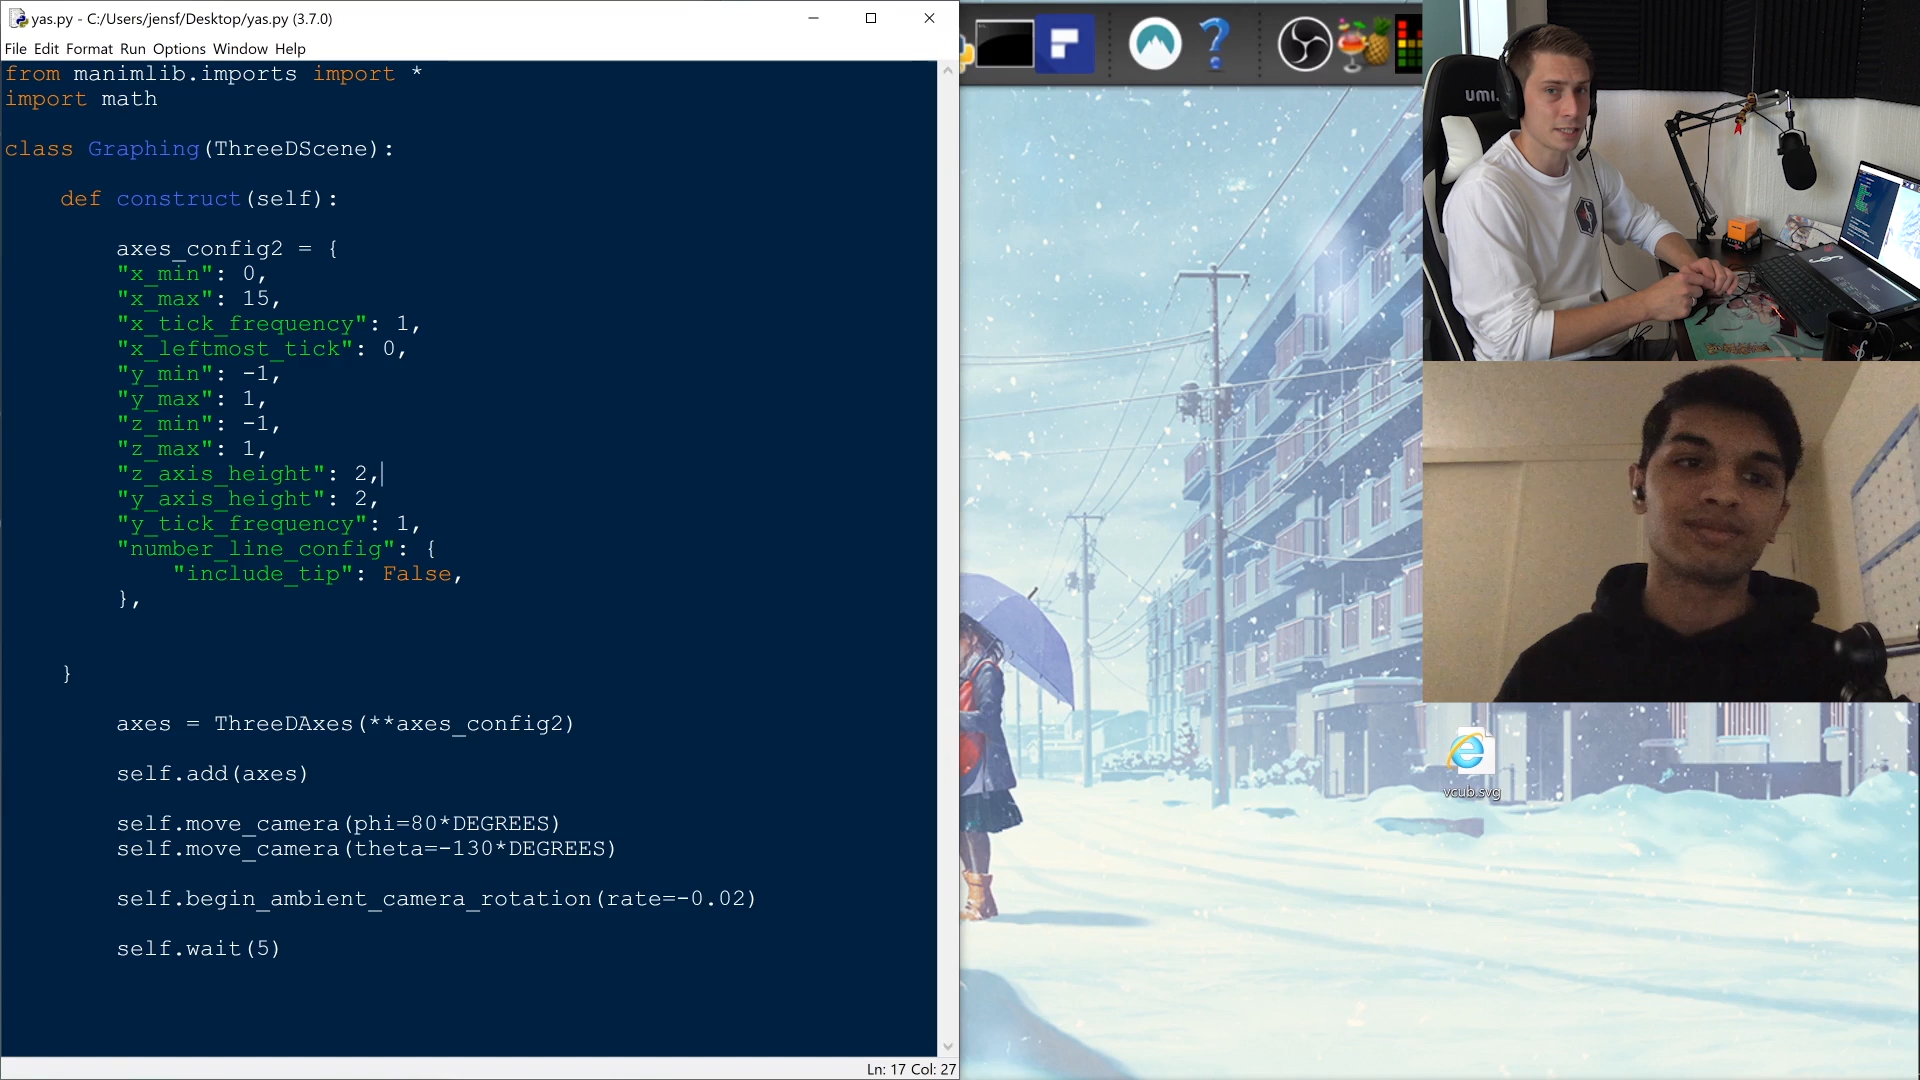 yas.py - C:/Users/jensf/Desktop/yas.py (3.7.0)
File Edit Format Run Options Window Help
from manimlib.imports import *
import math
class Graphing(ThreeDScene):
def construct(self):
axes_config2 = {
"x_min": 0,
"x_max": 15,
"x_tick_frequency": 1,
"x_leftmost_tick": 0,
"y_min": -1,
"y_max": 1,
"z_min": -1,
"z_max": 1,
"z_axis_height": 2,
"y_axis_height": 2,
"y_tick_frequency": 1,
"number_line_config": {
"include_tip": False,
},
}
axes = ThreeDAxes(**axes_config2)
self.add(axes)
self.move_camera(phi=80*DEGREES)
self.move_camera(theta=-130*DEGREES)
self.begin_ambient_camera_rotation(rate=-0.02)
self.wait(5)
Ln: 17 Col: 27
?
umi.
vcub.svg